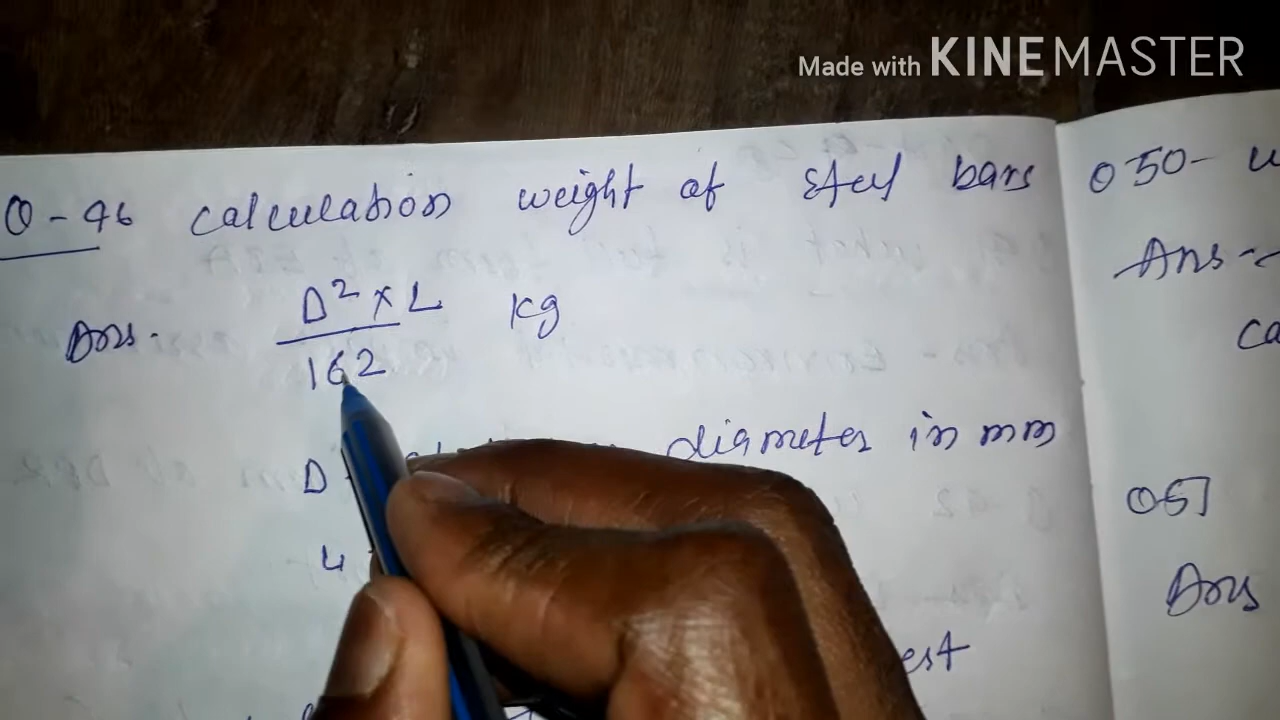 Made with KINEMASTER
Q-46 calculation weight of steel bars
Ans. D² × L kg
162
D diameter in mm
L
est
Q50-
Ans-
ca
Q51
Ans